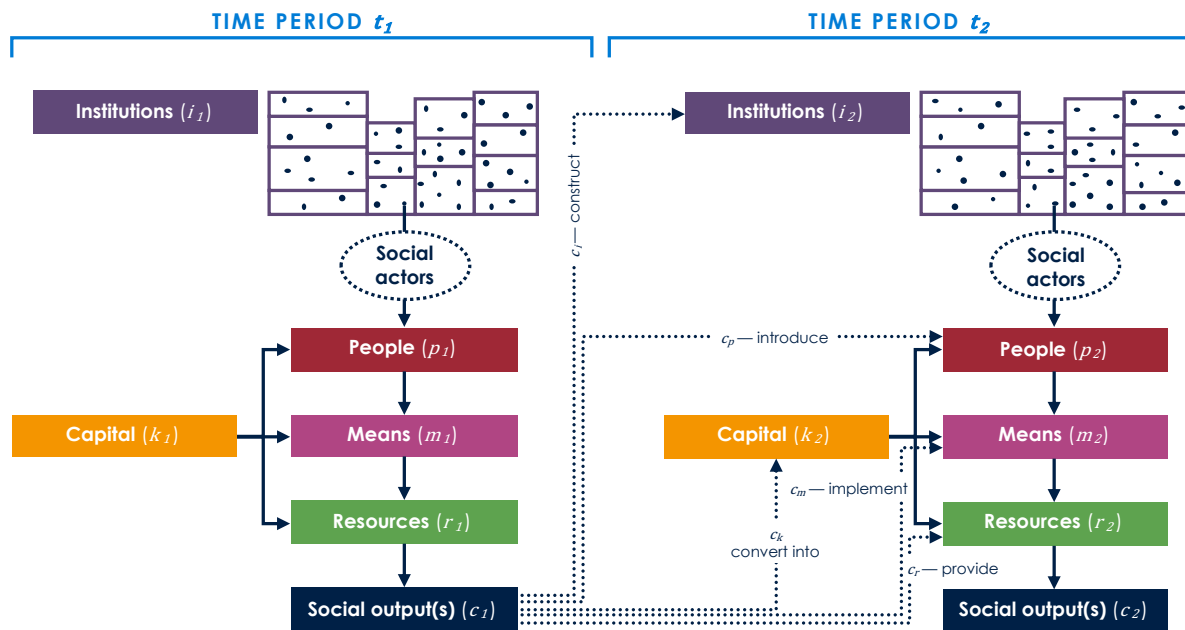 TIME PERIOD t1
TIME PERIOD t2
Institutions (i1)
Institutions (i2)
ci — construct
Social
actors
Social
actors
People (p1)
cp — introduce
People (p2)
Capital (k1)
Means (m1)
Capital (k2)
Means (m2)
cm — implement
Resources (r1)
Resources (r2)
ck
convert into
cr — provide
Social output(s) (c1)
Social output(s) (c2)